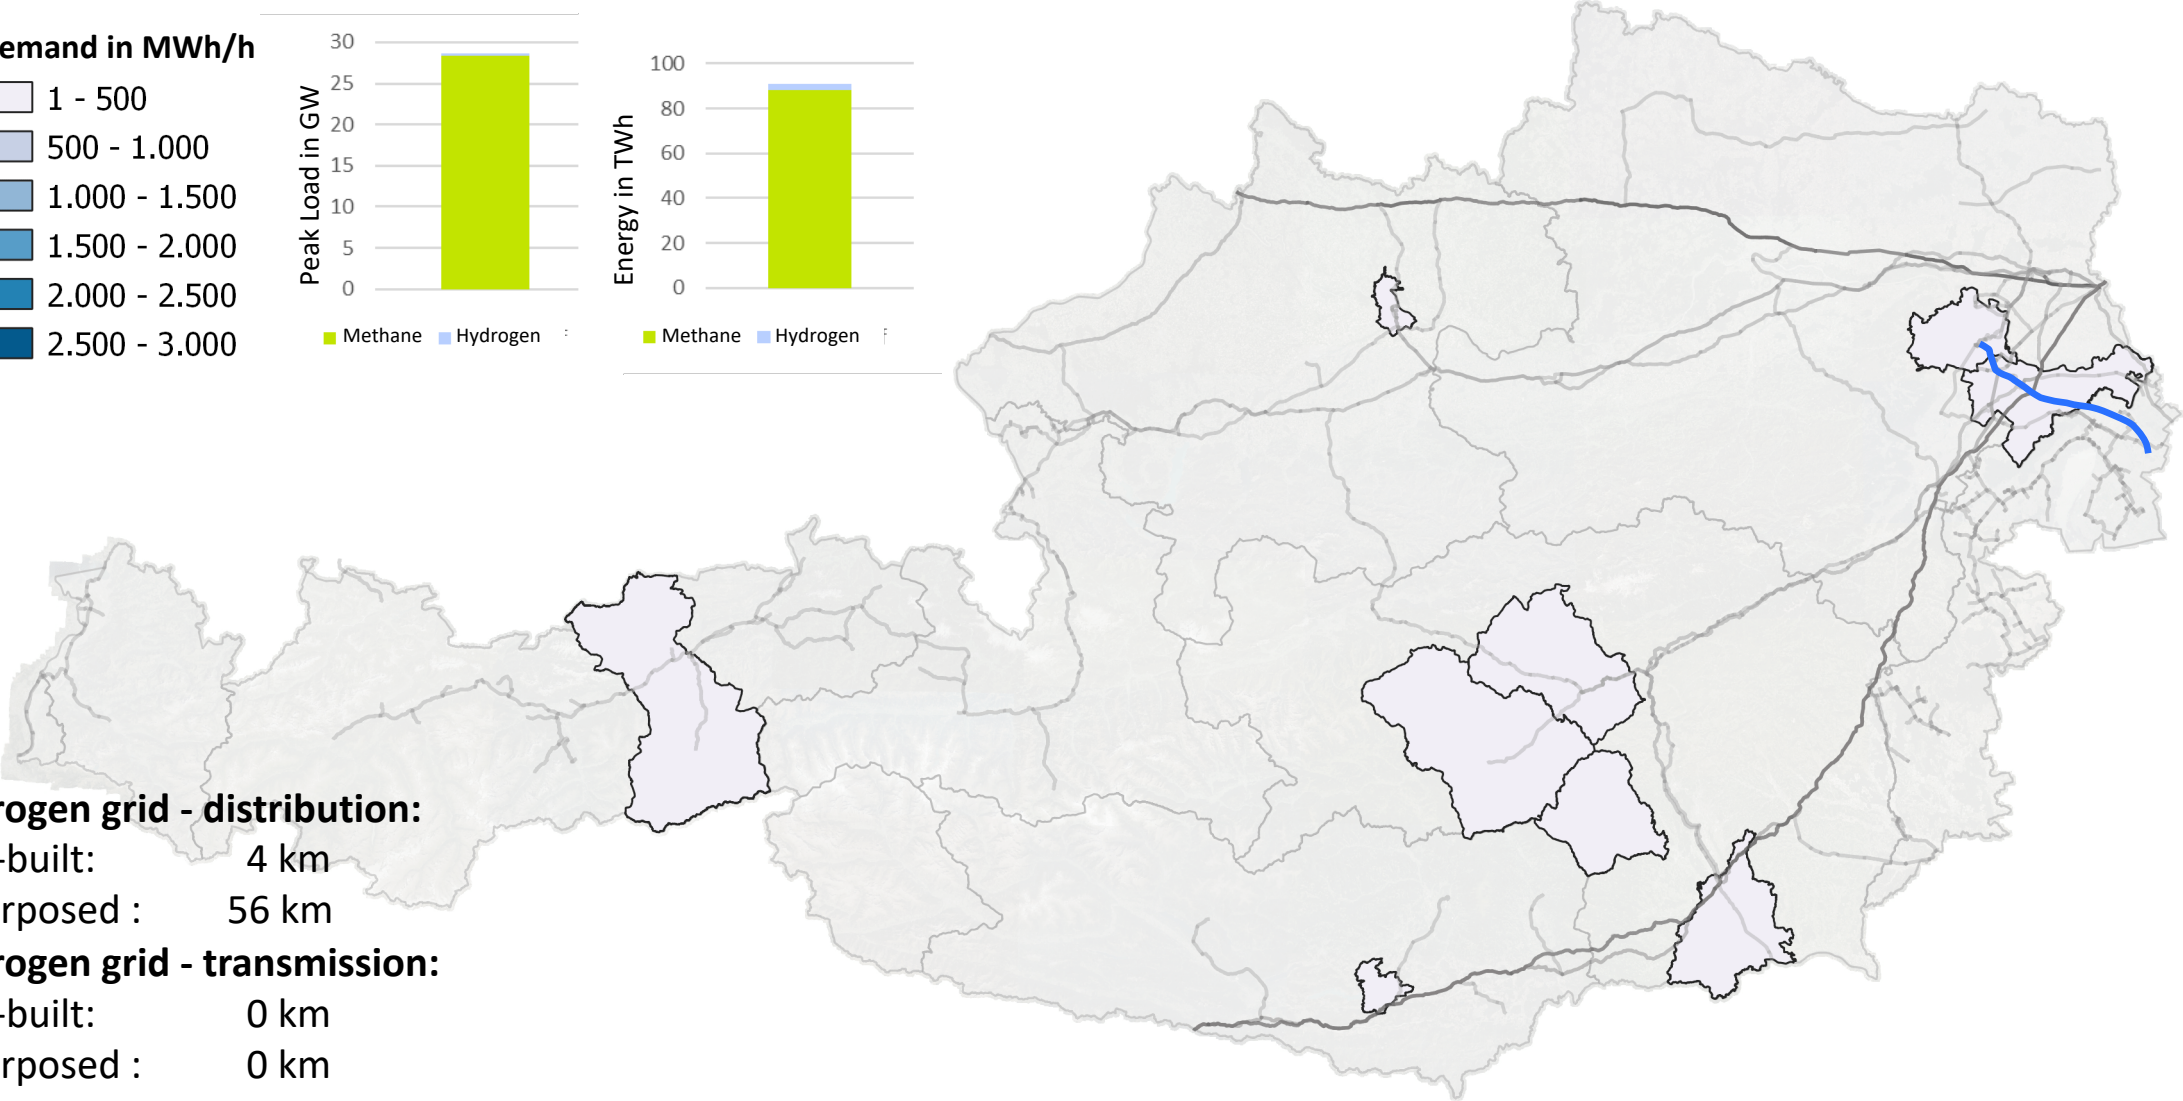 emand in MWh/h
1 - 500
500 - 1.000
1.000 - 1.500
1.500 - 2.000
2.000 - 2.500
2.500 - 3.000
Peak Load in GW
30
25
20
15
10
5
0
Methane Hydrogen
Energy in TWh
100
80
60
40
20
0
Methane Hydrogen
rogen grid - distribution:
-built: 4 km
rposed : 56 km
rogen grid - transmission:
-built: 0 km
rposed : 0 km